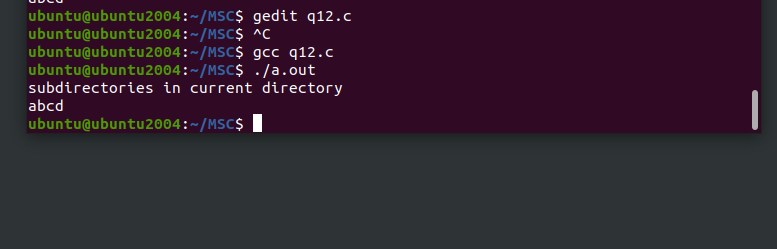 abcd
ubuntu@ubuntu2004:~/MSC$ gedit q12.c
ubuntu@ubuntu2004:~/MSC$ ^C
ubuntu@ubuntu2004:~/MSC$ gcc q12.c
ubuntu@ubuntu2004:~/MSC$ ./a.out
subdirectories in current directory
abcd
ubuntu@ubuntu2004:~/MSC$